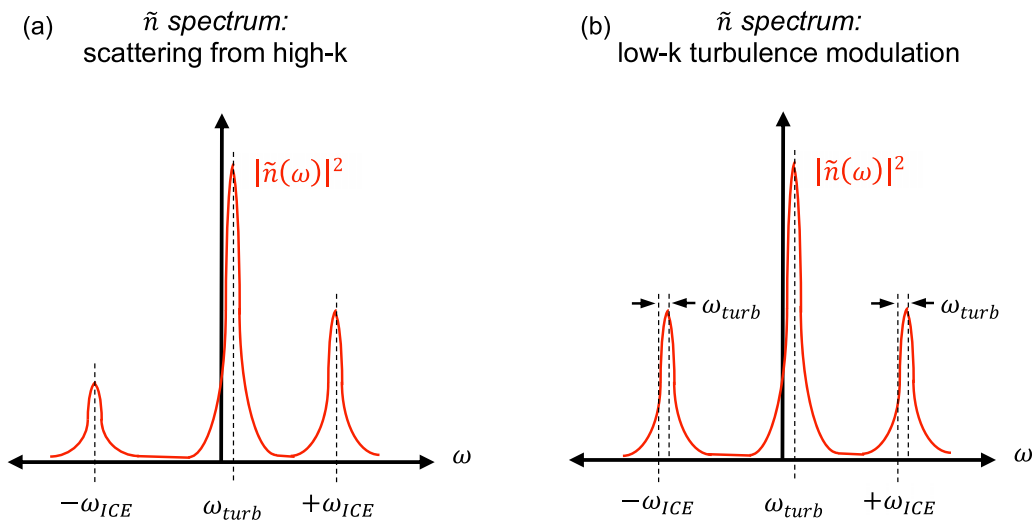 (a)
ñ spectrum:
scattering from high-k
|ñ(ω)|²
ω
−ω_ICE
ω_turb
+ω_ICE
(b)
ñ spectrum:
low-k turbulence modulation
|ñ(ω)|²
ω_turb
ω_turb
ω
−ω_ICE
ω_turb
+ω_ICE